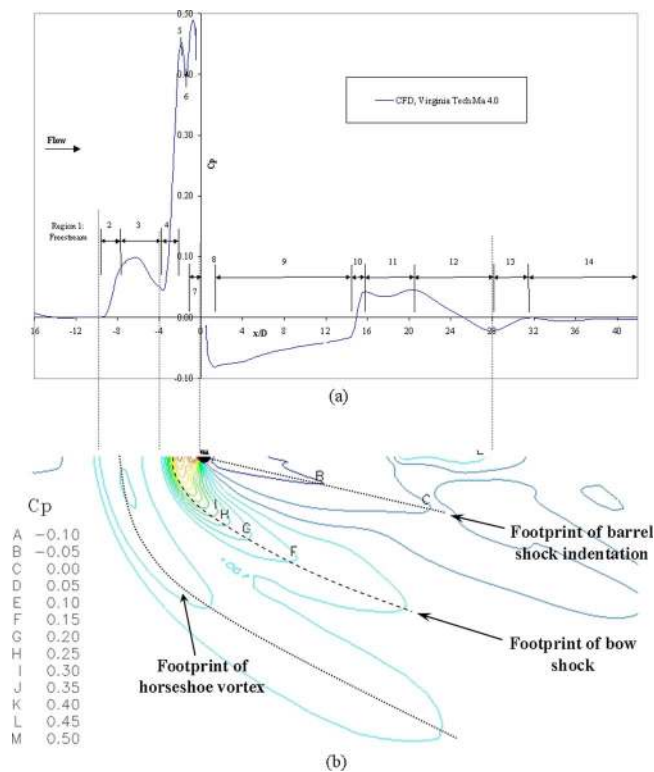 0.50
5
0.40
6
CFD, Virginia Tech Ma 4.0
0.30
Flow
Cp
0.20
Region 1:
Freestream
2
3
4
0.10
7
8
9
10
11
12
13
14
0.00
16
-12
-8
-4
0
x/D
4
8
12
16
20
24
28
32
36
40
-0.10
(a)
B
C
I
H
G
F
Cp
A -0.10
B -0.05
C 0.00
D 0.05
E 0.10
F 0.15
G 0.20
H 0.25
I 0.30
J 0.35
K 0.40
L 0.45
M 0.50
Footprint of barrel
shock indentation
Footprint of bow
shock
Footprint of
horseshoe vortex
(b)